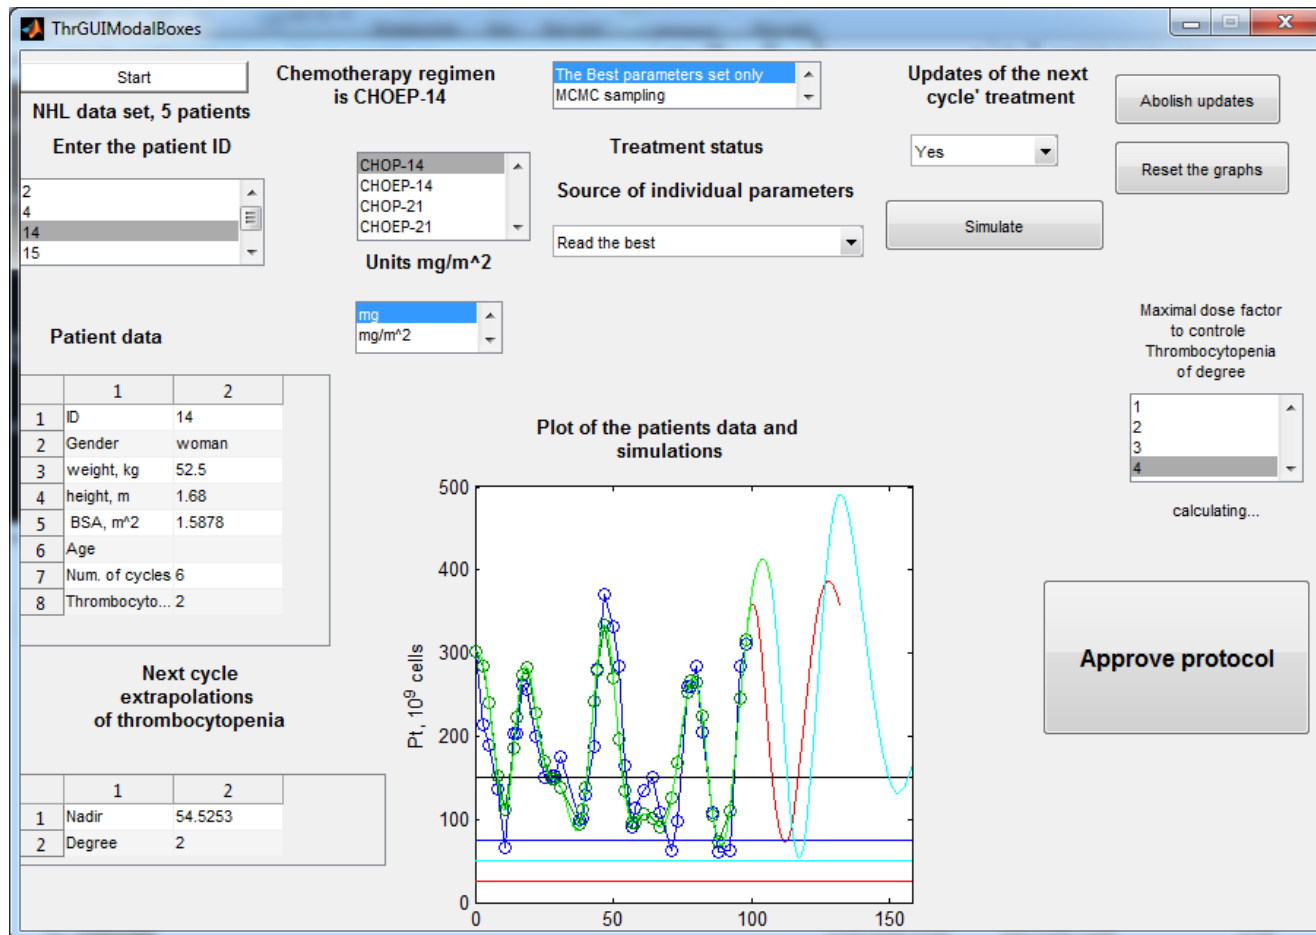 ThrGUIModalBoxes
Start
NHL data set, 5 patients
Enter the patient ID
2
4
14
15
Chemotherapy regimen
is CHOEP-14
CHOP-14
CHOEP-14
CHOP-21
CHOEP-21
Units mg/m^2
mg
mg/m^2
The Best parameters set only
MCMC sampling
Treatment status
Source of individual parameters
Read the best
Updates of the next
cycle' treatment
Yes
Simulate
Abolish updates
Reset the graphs
Maximal dose factor
to controle
Thrombocytopenia
of degree
1
2
3
4
calculating...
Approve protocol
Patient data
1 2
1 ID 14
2 Gender woman
3 weight, kg 52.5
4 height, m 1.68
5 BSA, m^2 1.5878
6 Age
7 Num. of cycles 6
8 Thrombocyto... 2
Next cycle
extrapolations
of thrombocytopenia
1 2
1 Nadir 54.5253
2 Degree 2
Plot of the patients data and
simulations
Pt, 10^9 cells
500
400
300
200
100
0
0 50 100 150